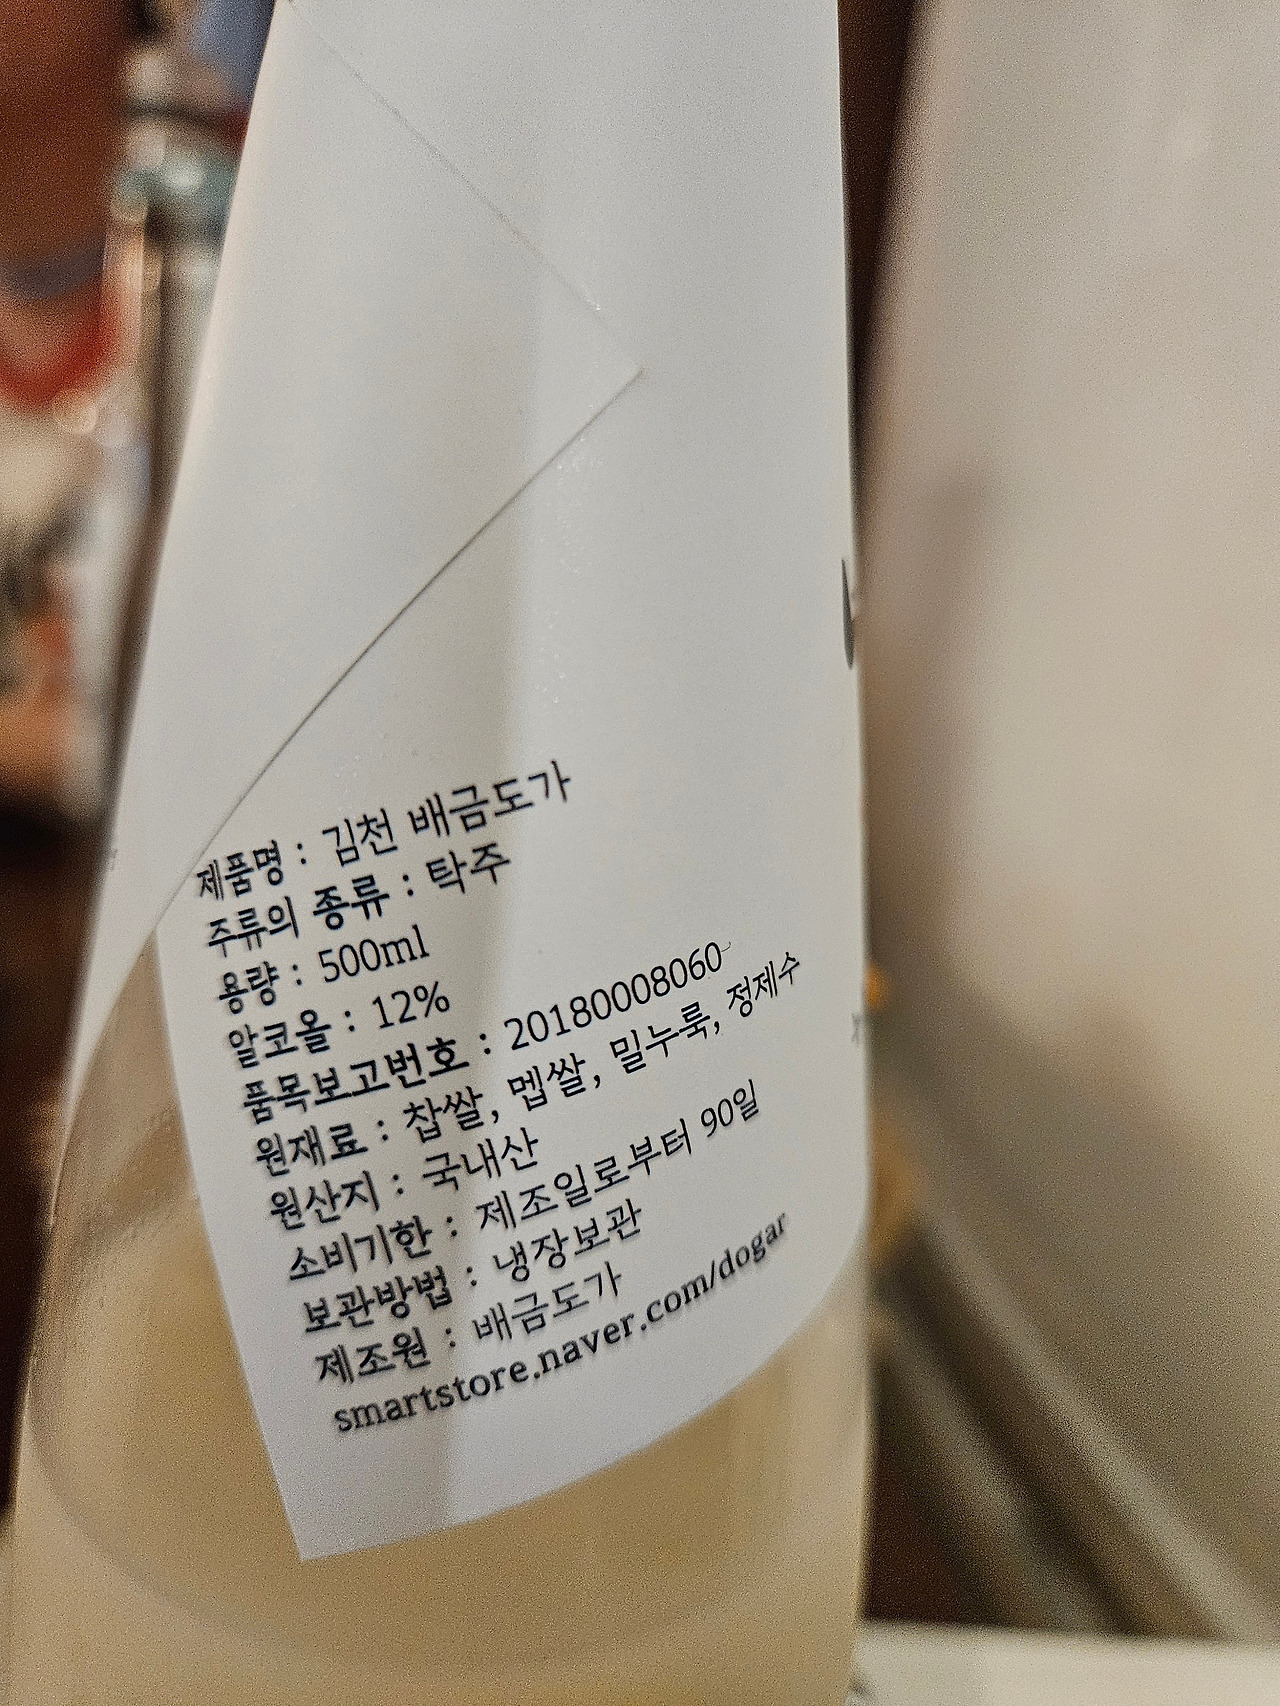 제품명 : 김천 배금도가
주류의 종류 : 탁주
용량 : 500ml
알코올 : 12%
품목보고번호 : 20180008060
원재료 : 찹쌀, 멥쌀, 밀누룩, 정제수
원산지 : 국내산
소비기한 : 제조일로부터 90일
보관방법 : 냉장보관
제조원 : 배금도가
smartstore.naver.com/dogar